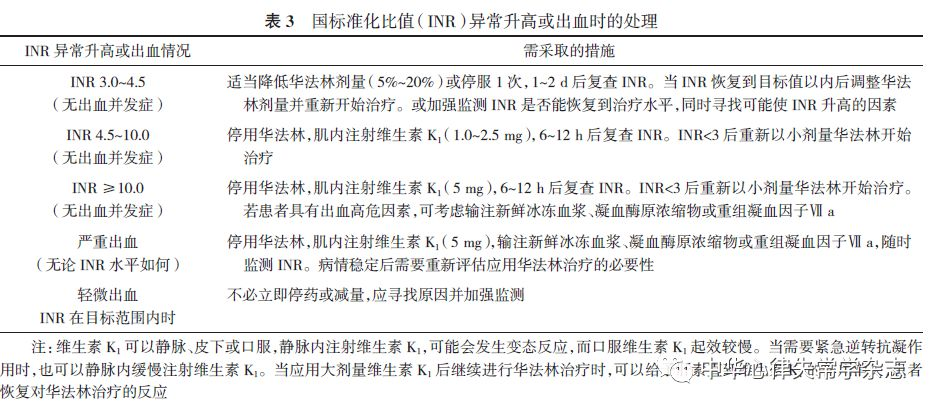 表 3 国标准化比值(INR)异常升高或出血时的处理
INR 异常升高或出血情况 需采取的措施
INR 3.0~4.5 适当降低华法林剂量(5%~20%)或停服 1 次,1~2 d 后复查 INR。当 INR 恢复到目标值以内后调整华法
(无出血并发症) 林剂量并重新开始治疗。或加强监测 INR 是否能恢复到治疗水平,同时寻找可能使 INR 升高的因素
INR 4.5~10.0 停用华法林,肌内注射维生素 K₁(1.0~2.5 mg),6~12 h 后复查 INR。INR<3 后重新以小剂量华法林开始
(无出血并发症) 治疗
INR ≥10.0 停用华法林,肌内注射维生素 K₁(5 mg),6~12 h 后复查 INR。INR<3 后重新以小剂量华法林开始治疗。
(无出血并发症) 若患者具有出血高危因素,可考虑输注新鲜冰冻血浆、凝血酶原浓缩物或重组凝血因子Ⅶ a
严重出血 停用华法林,肌内注射维生素 K₁(5 mg),输注新鲜冰冻血浆、凝血酶原浓缩物或重组凝血因子Ⅶ a,随时
(无论 INR 水平如何) 监测 INR。病情稳定后需要重新评估应用华法林治疗的必要性
轻微出血 不必立即停药或减量,应寻找原因并加强监测
INR 在目标范围内时
注:维生素 K₁ 可以静脉、皮下或口服,静脉内注射维生素 K₁,可能会发生变态反应,而口服维生素 K₁ 起效较慢。当需要紧急逆转抗凝作
用时,也可以静脉内缓慢注射维生素 K₁。当应用大剂量维生素 K₁ 后继续进行华法林治疗时,可以给
恢复对华法林治疗的反应
中华心律失常学杂志